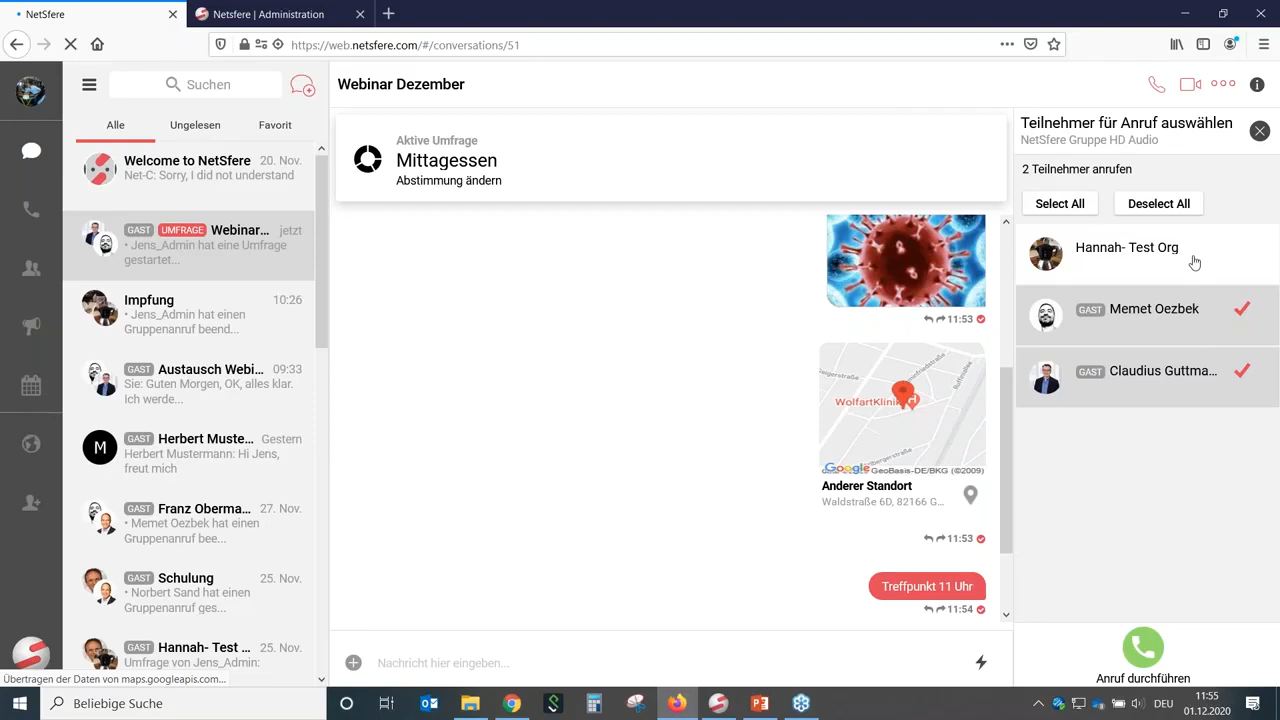 NetSfere
Netsfere | Administration
https://web.netsfere.com/#/conversations/51
Suchen
Alle
Ungelesen
Favorit
Welcome to NetSfere
20. Nov.
Net-C: Sorry, I did not understand
GAST UMFRAGE Webinar...
jetzt
• Jens_Admin hat eine Umfrage
gestartet...
Impfung
10:26
• Jens_Admin hat einen
Gruppenanruf beend...
GAST Austausch Webi...
09:33
Sie: Guten Morgen, OK, alles klar.
Ich werde...
M
GAST Herbert Muste...
Gestern
Herbert Mustermann: Hi Jens,
freut mich
GAST Franz Oberma...
27. Nov.
• Memet Oezbek hat einen
Gruppenanruf bee...
GAST Schulung
25. Nov.
• Norbert Sand hat einen
Gruppenanruf ges...
GAST Hannah- Test ...
25. Nov.
Umfrage von Jens_Admin:
Übertragen der Daten von maps.googleapis.com...
Webinar Dezember
Aktive Umfrage
Mittagessen
Abstimmung ändern
11:53
WolfartKlinik
H
Google
GeoBasis-DE/BKG (©2009)
Anderer Standort
Waldstraße 6D, 82166 G...
11:53
Treffpunkt 11 Uhr
11:54
Nachricht hier eingeben...
Teilnehmer für Anruf auswählen
NetSfere Gruppe HD Audio
2 Teilnehmer anrufen
Select All
Deselect All
Hannah- Test Org
GAST Memet Oezbek
GAST Claudius Guttma...
Anruf durchführen
Beliebige Suche
DEU
11:55
01.12.2020